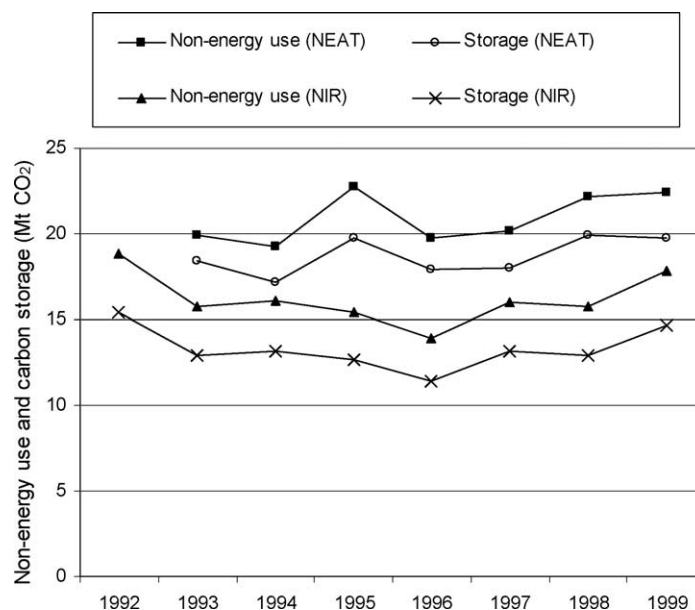 Non-energy use (NEAT) Storage (NEAT)
Non-energy use (NIR) Storage (NIR)
Non-energy use and carbon storage (Mt CO₂)
25
20
15
10
5
0
1992 1993 1994 1995 1996 1997 1998 1999